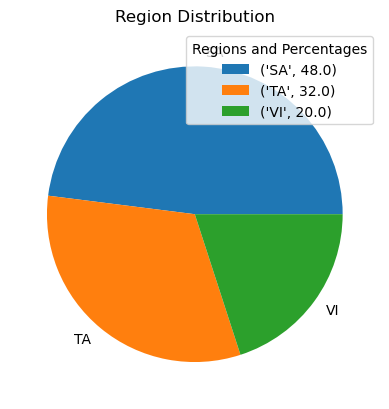 Region Distribution
Regions and Percentages
('SA', 48.0)
('TA', 32.0)
('VI', 20.0)
VI
TA